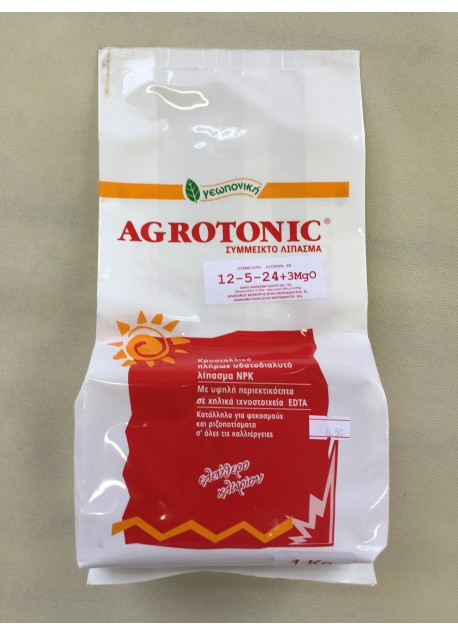 γεωπονική
AGROTONIC®
ΣΥΜΜΕΙΚΤΟ ΛΙΠΑΣΜΑ
12-5-24+3MgO
Κρυσταλλικό
πλήρως υδατοδιαλυτό
λίπασμα NPK
Με υψηλή περιεκτικότητα
σε χηλικά ιχνοστοιχεία EDTA
Κατάλληλο για ψεκασμούς
και ριζοποτίσματα
σ' όλες τις καλλιέργειες
ελεύθερο
χλωρίου